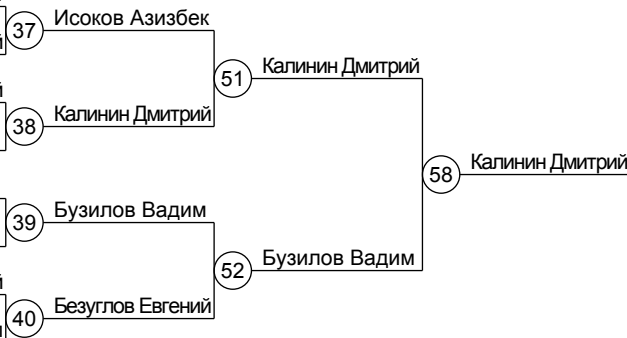 37
Исоков Азизбек
й
51
Калинин Дмитрий
й
38
Калинин Дмитрий
58
Калинин Дмитрий
39
Бузилов Вадим
52
Бузилов Вадим
й
40
Безуглов Евгений